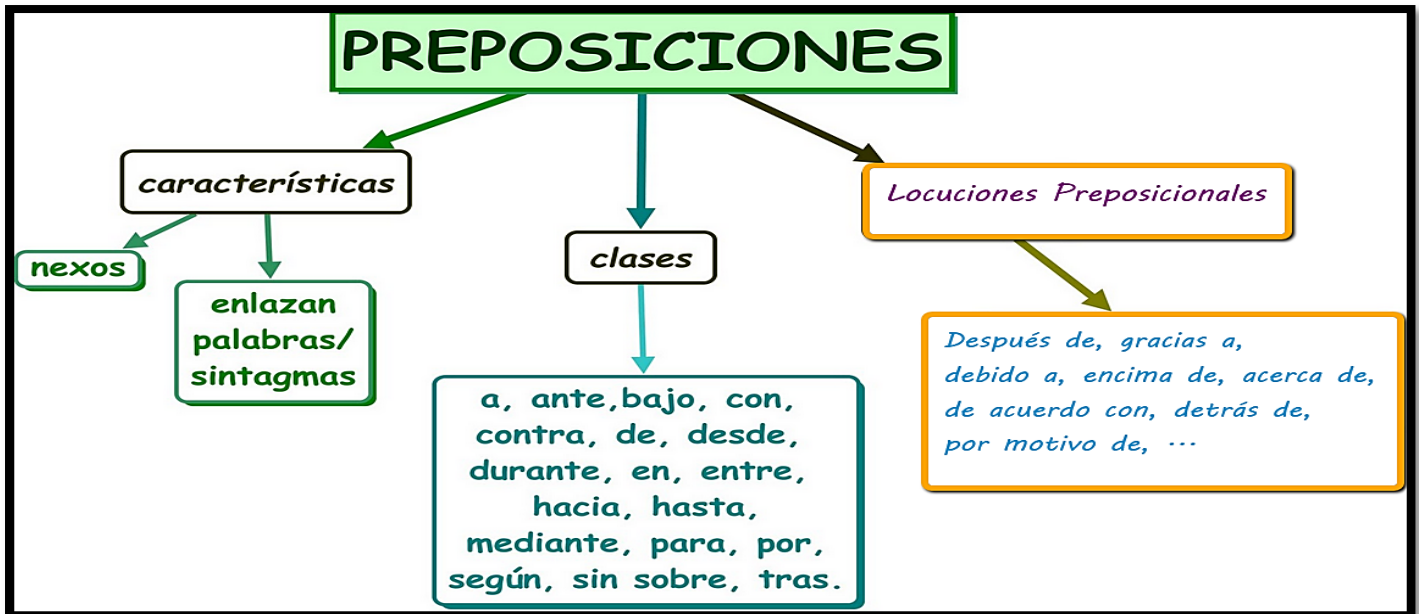 PREPOSICIONES
características
nexos
enlazan
palabras/
sintagmas
clases
a, ante,bajo, con,
contra, de, desde,
durante, en, entre,
hacia, hasta,
mediante, para, por,
según, sin sobre, tras.
Locuciones Preposicionales
Después de, gracias a,
debido a, encima de, acerca de,
de acuerdo con, detrás de,
por motivo de, ...